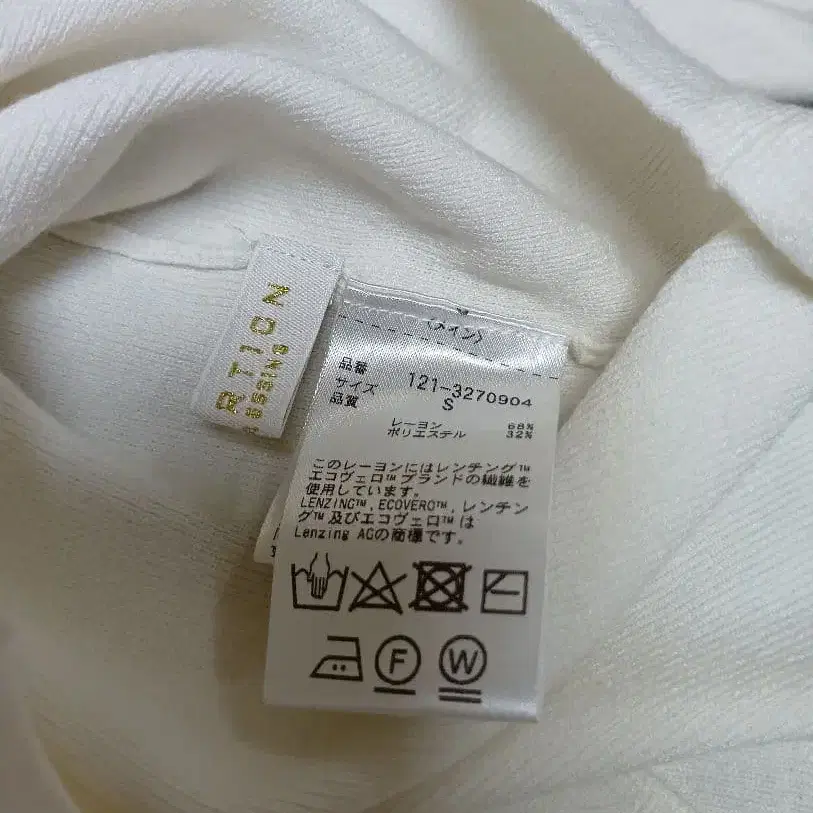 RTION
〈メイン〉
品番 121-3270904
サイズ S
品質
レーヨン 68%
ポリエステル 32%
このレーヨンにはレンチング™
エコヴェロ™ブランドの繊維を
使用しています。
LENZING™,ECOVERO™,レンチン
グ™及びエコヴェロ™は
Lenzing AGの商標です。
F
W